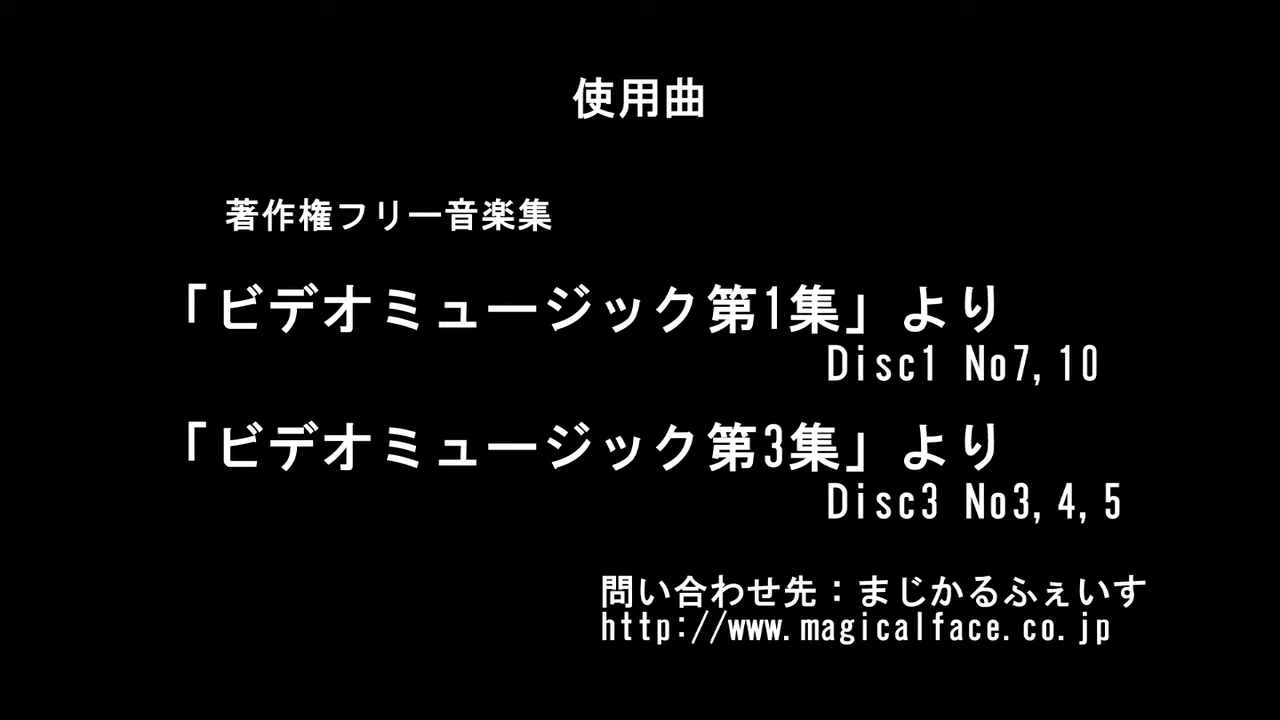 使用曲
著作権フリー音楽集
「ビデオミュージック第1集」より
Disc1 No7,10
「ビデオミュージック第3集」より
Disc3 No3,4,5
問い合わせ先：まじかるふぇいす
http://www.magicalface.co.jp